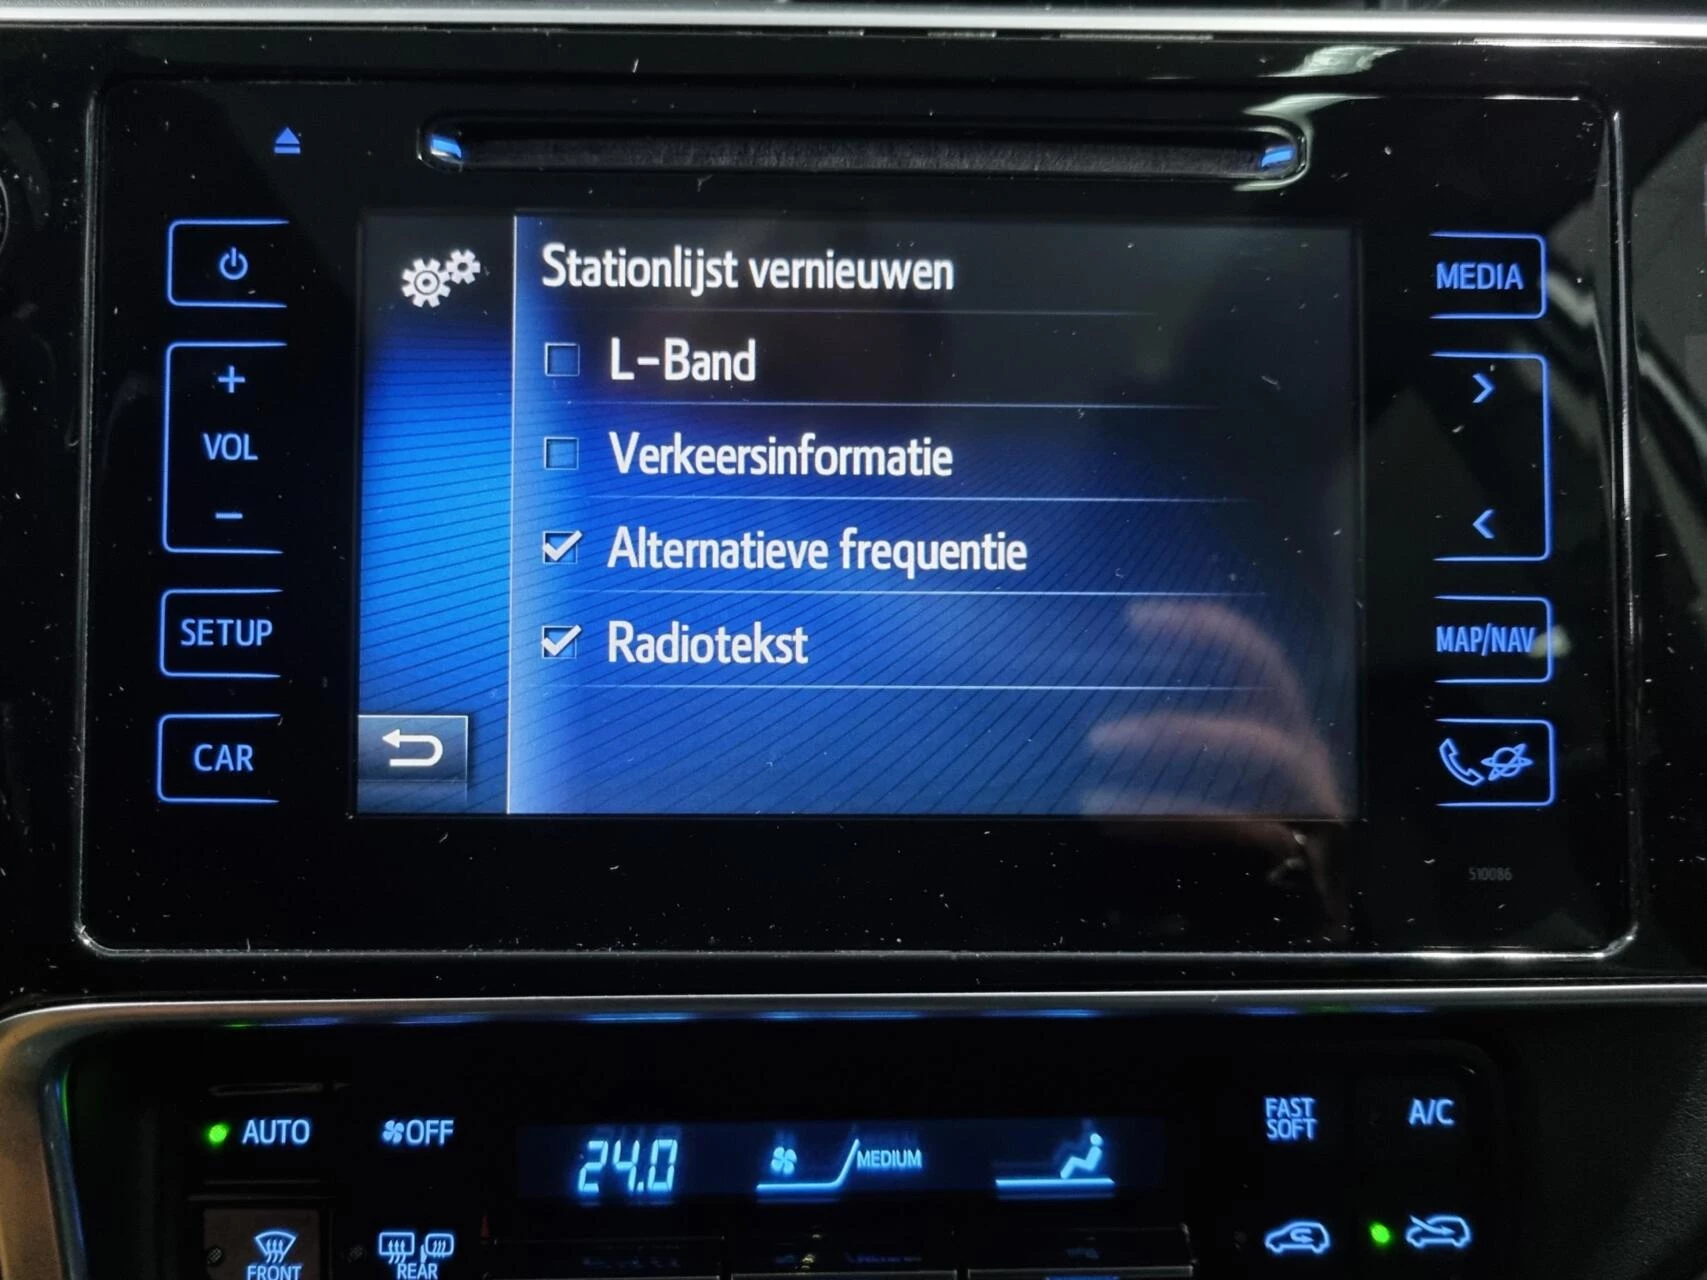 Stationlijst vernieuwen
L-Band
Verkeersinformatie
Alternatieve frequentie
Radiotekst
+
VOL
−
SETUP
CAR
MEDIA
>
<
MAP/NAV
510086
AUTO
OFF
24.0
MEDIUM
FAST
SOFT
A/C
FRONT
REAR